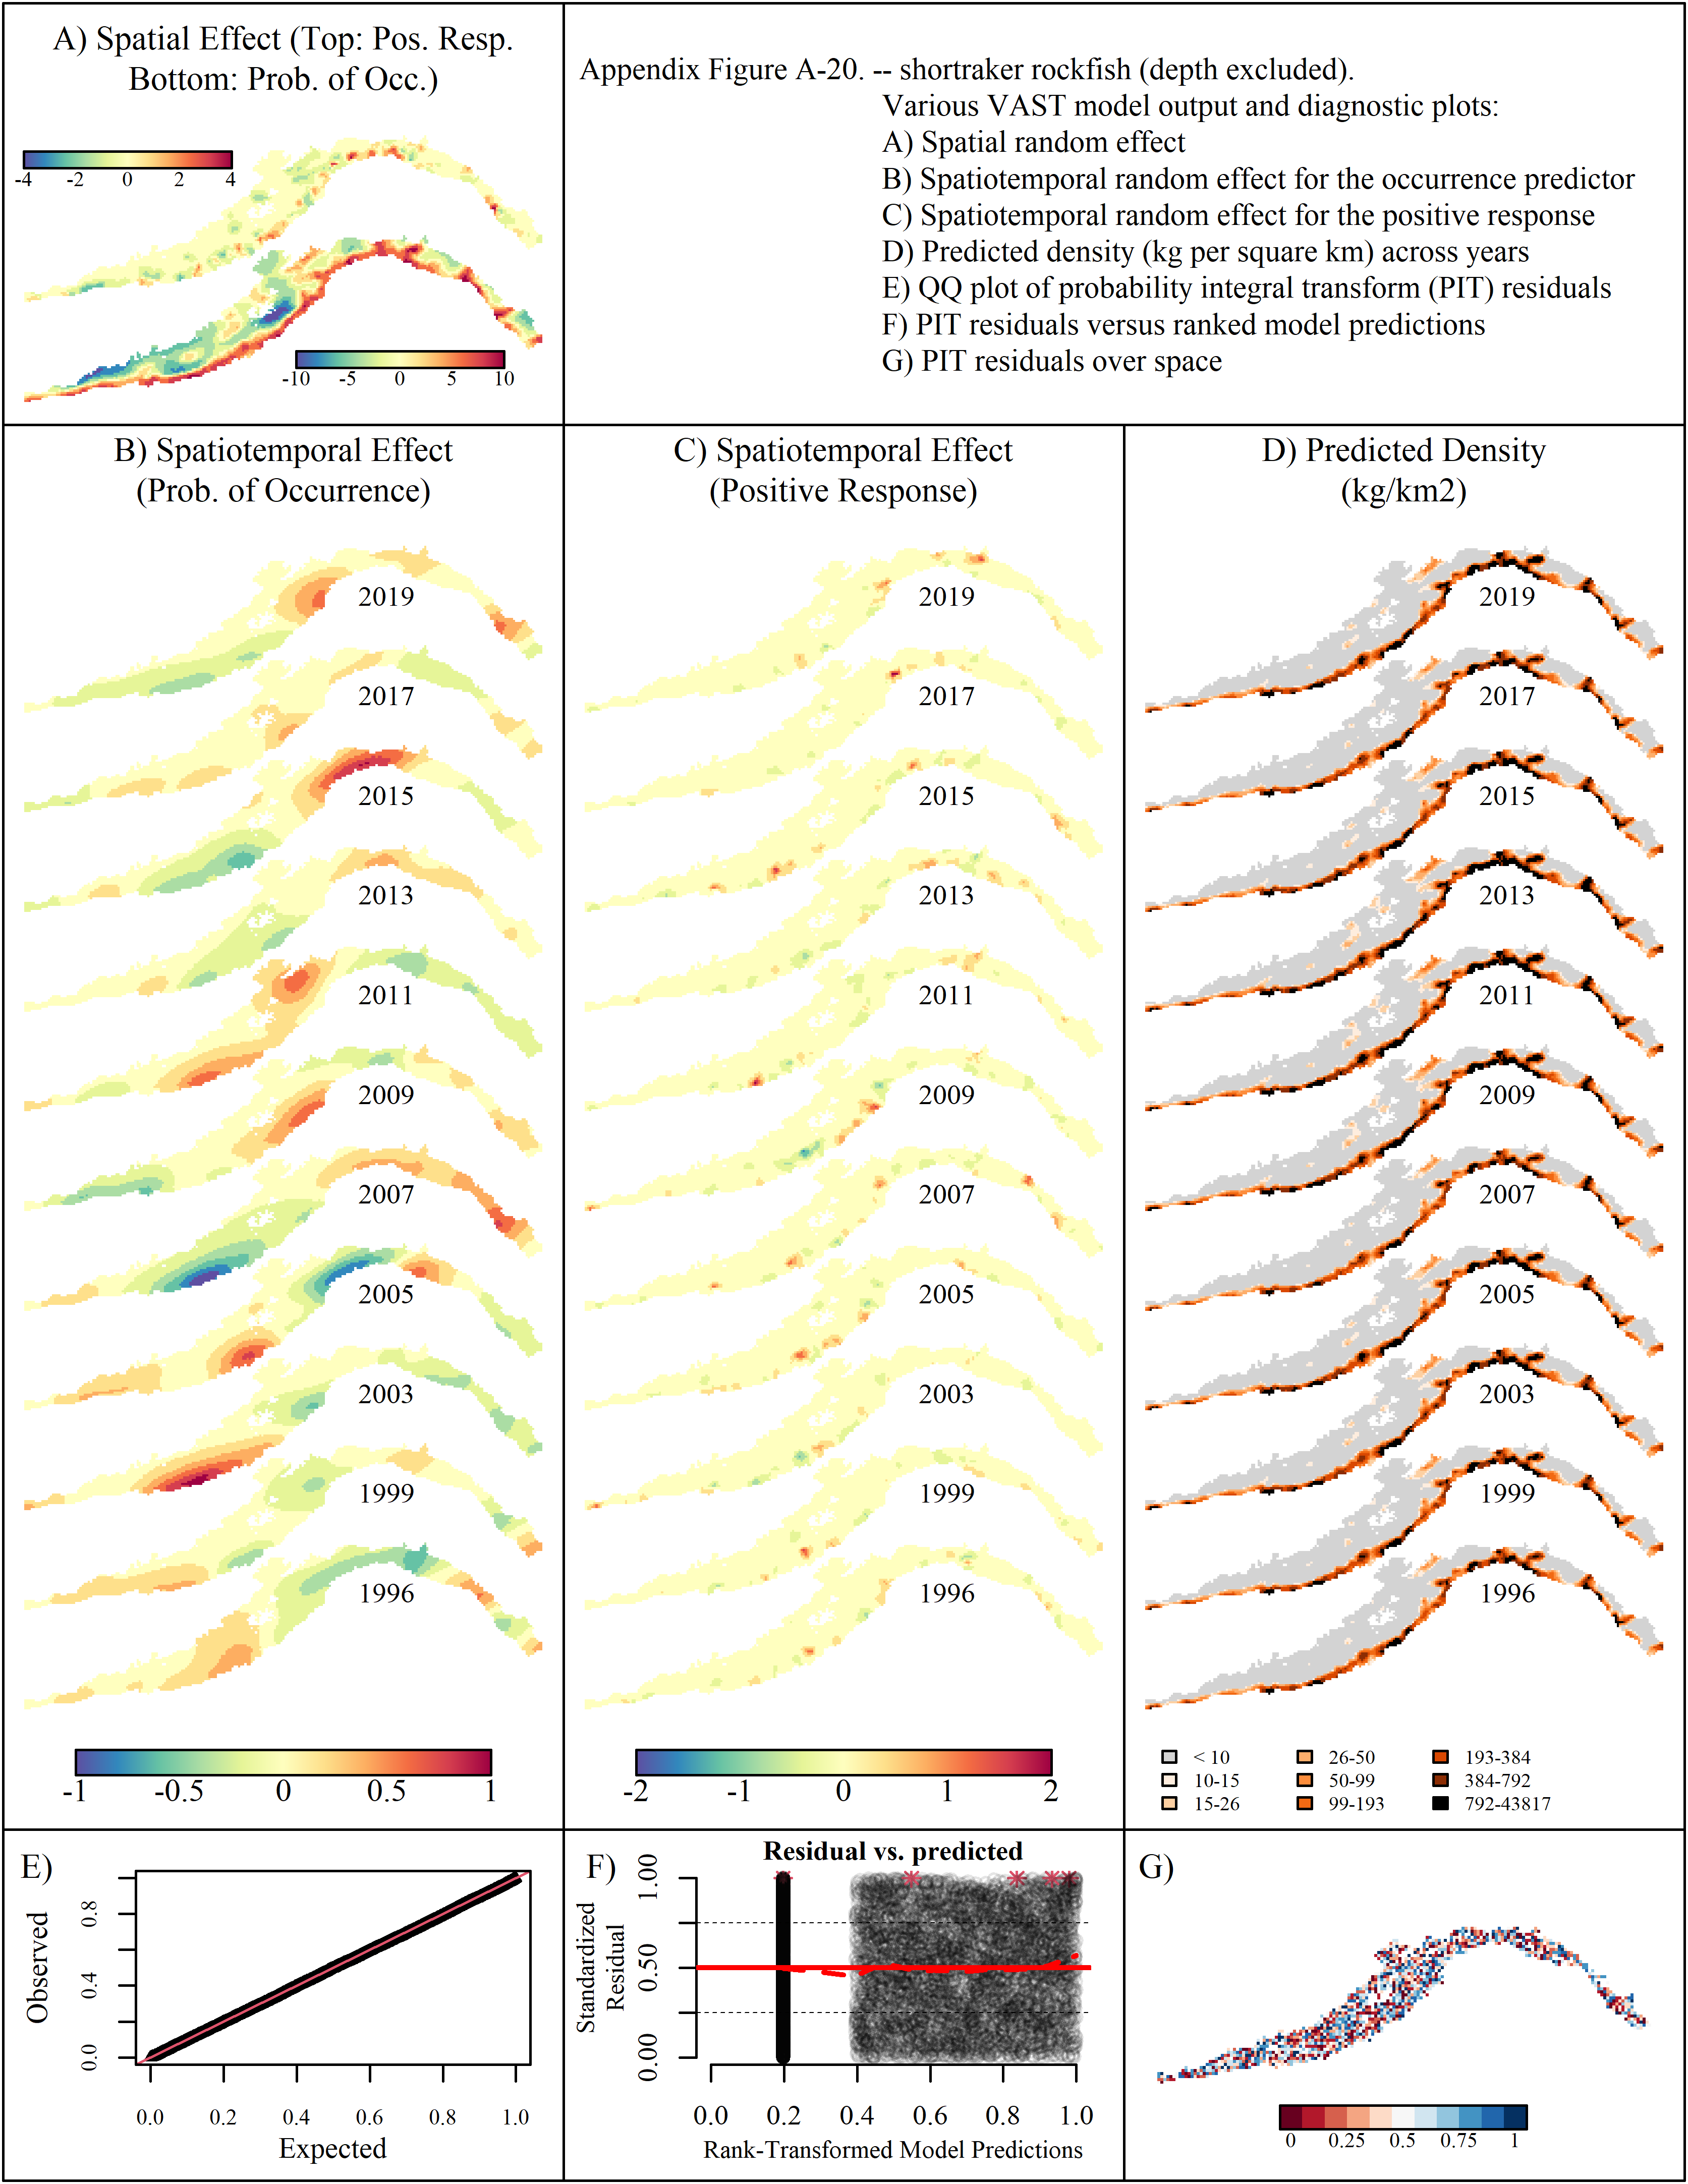 A) Spatial Effect (Top: Pos. Resp.
Bottom: Prob. of Occ.)
-4 -2 0 2 4
-10 -5 0 5 10
Appendix Figure A-20. -- shortraker rockfish (depth excluded).
Various VAST model output and diagnostic plots:
A) Spatial random effect
B) Spatiotemporal random effect for the occurrence predictor
C) Spatiotemporal random effect for the positive response
D) Predicted density (kg per square km) across years
E) QQ plot of probability integral transform (PIT) residuals
F) PIT residuals versus ranked model predictions
G) PIT residuals over space
B) Spatiotemporal Effect
(Prob. of Occurrence)
2019
2017
2015
2013
2011
2009
2007
2005
2003
1999
1996
-1 -0.5 0 0.5 1
C) Spatiotemporal Effect
(Positive Response)
2019
2017
2015
2013
2011
2009
2007
2005
2003
1999
1996
-2 -1 0 1 2
D) Predicted Density
(kg/km2)
2019
2017
2015
2013
2011
2009
2007
2005
2003
1999
1996
< 10 26-50 193-384
10-15 50-99 384-792
15-26 99-193 792-43817
E)
Observed
0.8
0.4
0.0
0.0 0.2 0.4 0.6 0.8 1.0
Expected
F)
Residual vs. predicted
Standardized
Residual
1.00
0.50
0.00
0.0 0.2 0.4 0.6 0.8 1.0
Rank-Transformed Model Predictions
G)
0 0.25 0.5 0.75 1